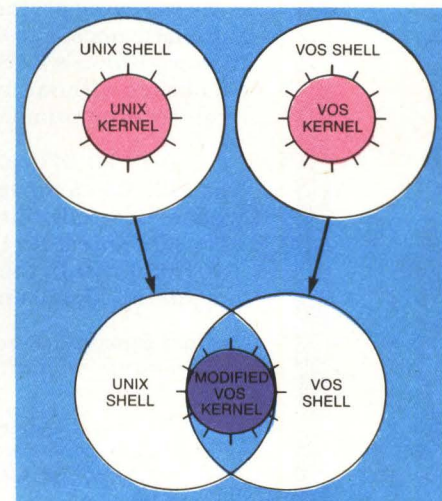 UNIX SHELL
UNIX
KERNEL
VOS SHELL
VOS
KERNEL
UNIX
SHELL
MODIFIED
VOS
KERNEL
VOS
SHELL